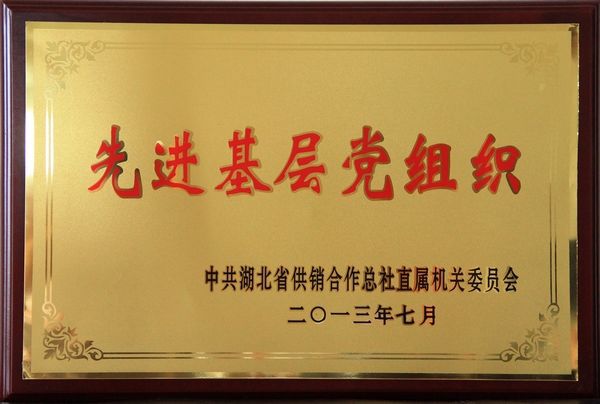 先进基层党组织
中共湖北省供销合作总社直属机关委员会
二〇一三年七月